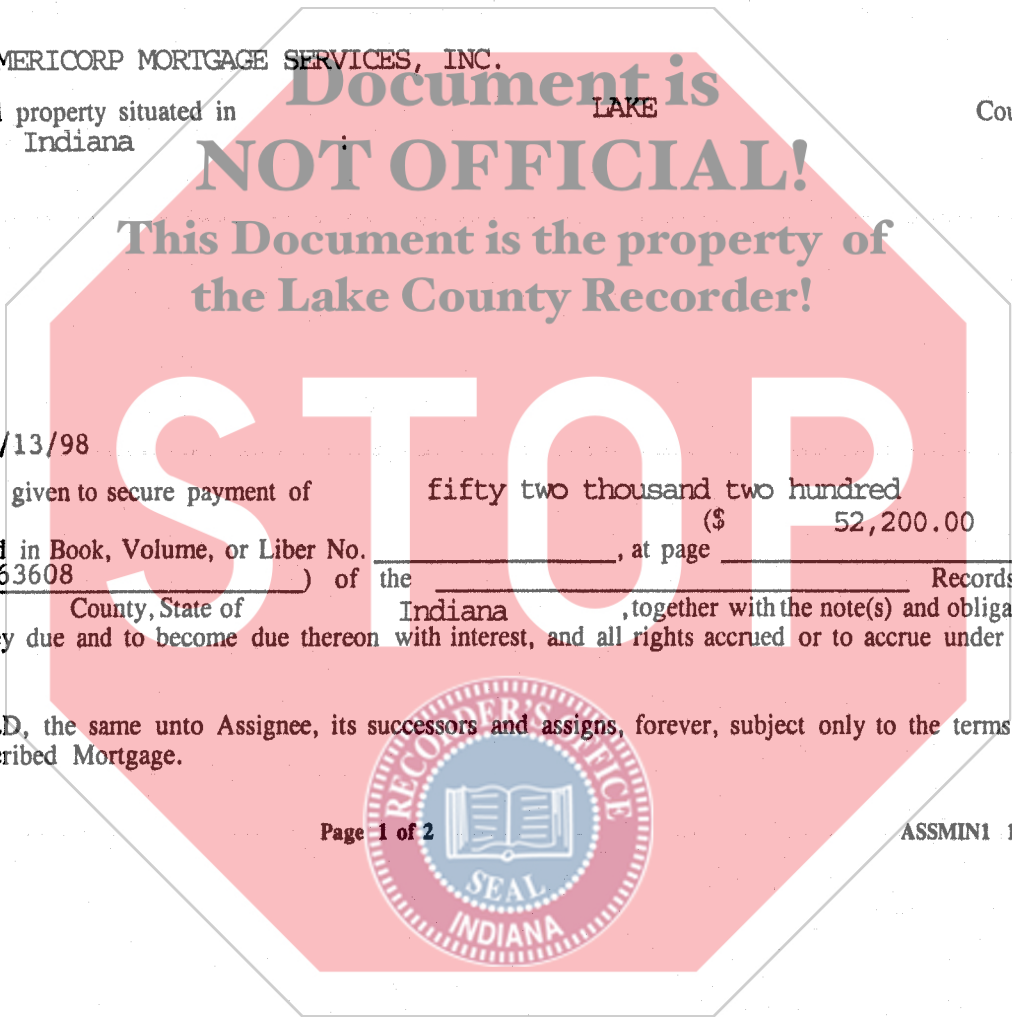 MERICORP MORTGAGE SERVICES, INC.
Document is
property situated in LAKE Cou
Indiana :
NOT OFFICIAL!
This Document is the property of
the Lake County Recorder!
STOP
/13/98
given to secure payment of fifty two thousand two hundred
($ 52,200.00
in Book, Volume, or Liber No. , at page
63608 ) of the Records
County, State of Indiana , together with the note(s) and obliga
y due and to become due thereon with interest, and all rights accrued or to accrue under
D, the same unto Assignee, its successors and assigns, forever, subject only to the terms
cribed Mortgage.
RECORDER'S OFFICE
SEAL
INDIANA
Page 1 of 2 ASSMIN1 1